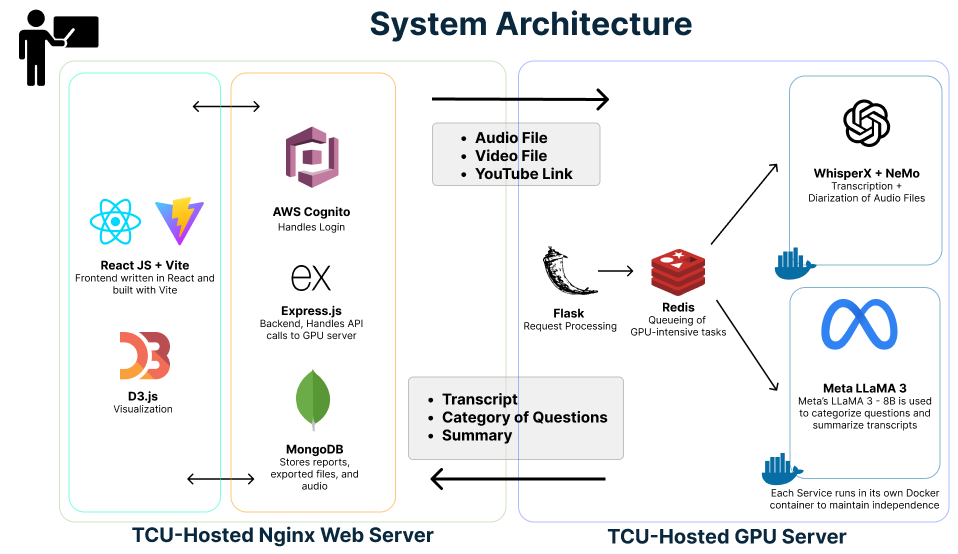 System Architecture
Audio File
Video File
YouTube Link
WhisperX + NeMo
Transcription +
Diarization of Audio Files
AWS Cognito
Handles Login
React JS + Vite
Frontend written in React and
built with Vite
ex
Express.js
Backend, Handles API
calls to GPU server
Flask
Request Processing
Redis
Queueing of
GPU-intensive tasks
D3.js
Visualization
Transcript
Category of Questions
Summary
Meta LLaMA 3
Meta's LLaMA 3 - 8B is used
to categorize questions and
summarize transcripts
MongoDB
Stores reports,
exported files, and
audio
Each Service runs in its own Docker
container to maintain independence
TCU-Hosted Nginx Web Server
TCU-Hosted GPU Server